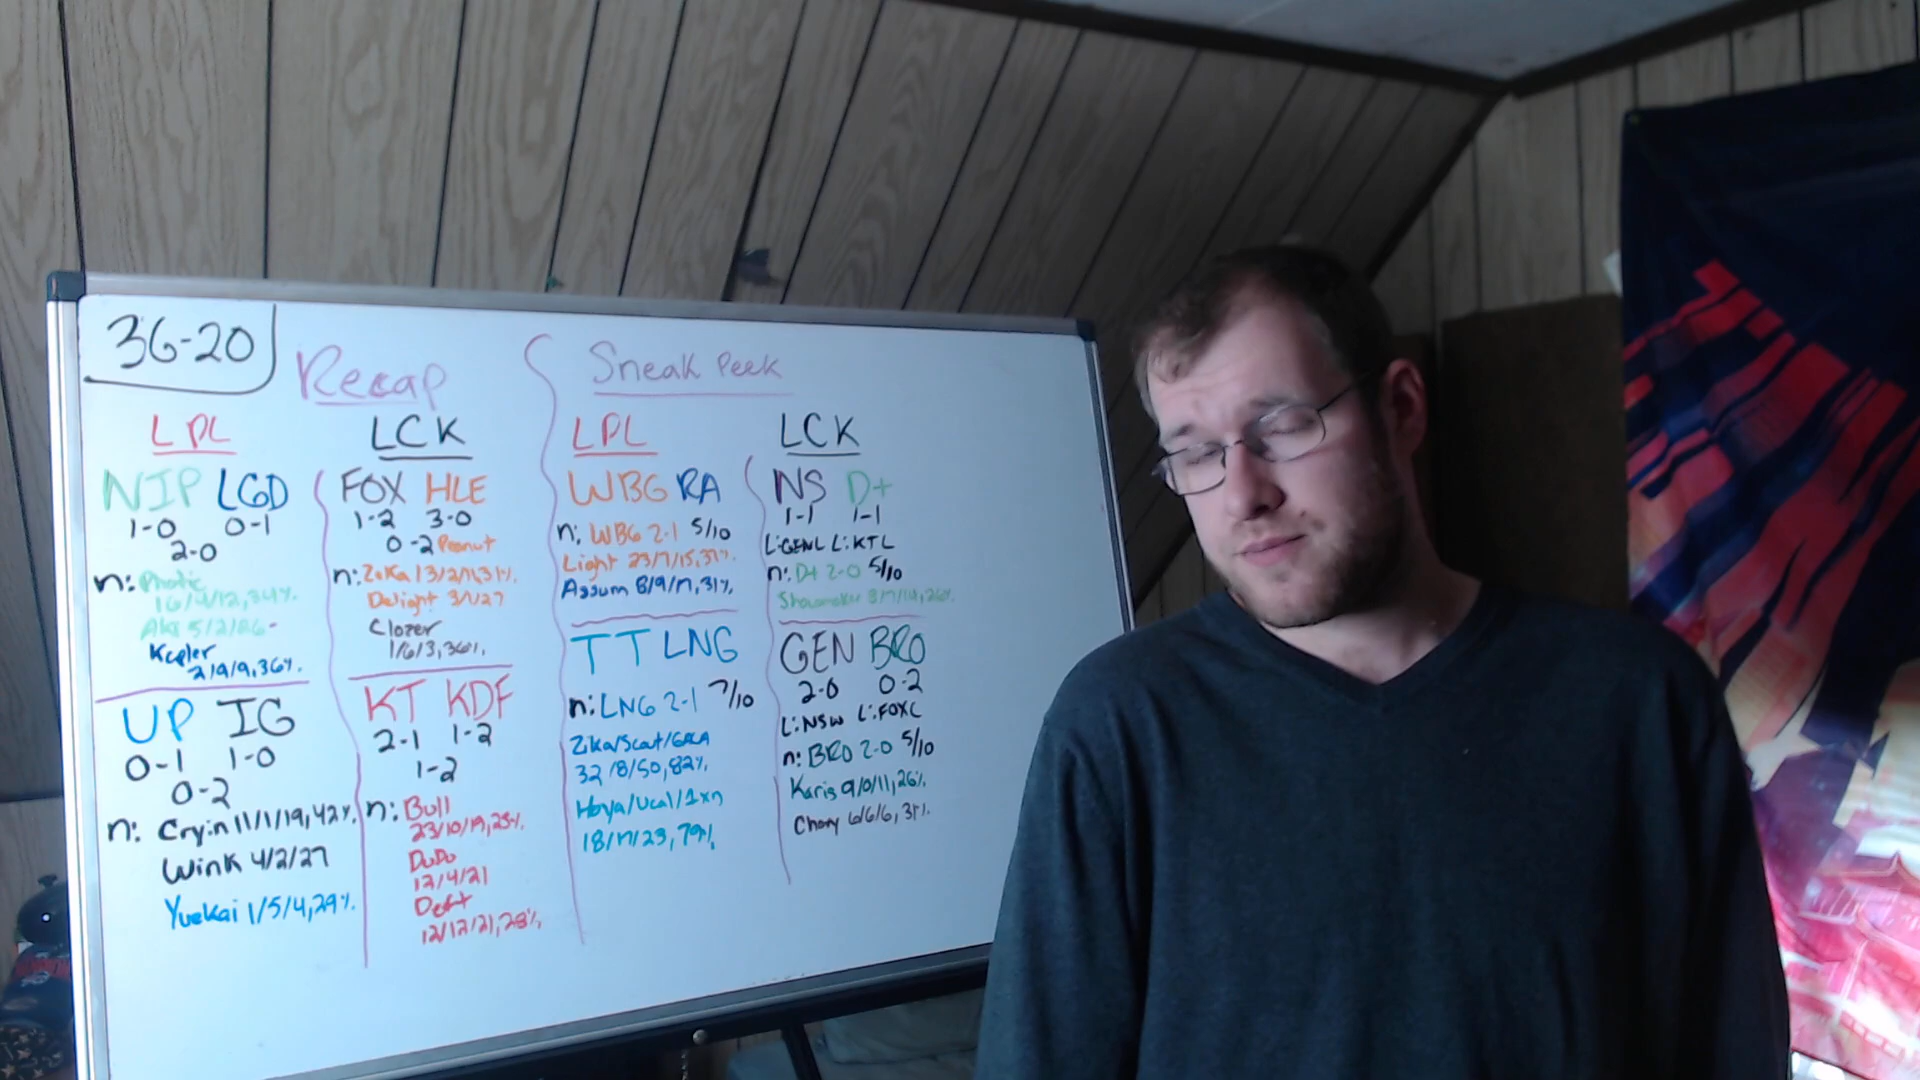 36-20
Recap
LPL
NIP LGD
1-0 0-1
2-0
n: Photic
16/4/12,34%
Aki 5/2/26
Kepler
2/9/9,36%.
UP IG
0-1 1-0
0-2
n: Cryin 11/1/19,42%.
Wink 4/2/27
Yuekai 1/5/4,29%.
LCK
FOX HLE
1-2 3-0
0-2 Peanut
n: Zeka 13/2/11,31%.
Delight 3/1/27
Clozer
1/6/3,36%.
KT KDF
2-1 1-2
1-2
n: Bull
23/10/19,25%.
DuDu
12/4/21
Deft
12/12/21,28%.
Sneak Peek
LPL
WBG RA
n: WBG 2-1 5/10
Light 23/7/15,31%.
Assum 8/9/17,31%.
TT LNG
n: LNG 2-1 7/10
Zika/Scout/GALA
32/8/50,82%.
Hoya/Ucal/1xn
18/17/23,79%.
LCK
NS D+
1-1 1-1
L:GENL L:KTL
n: D+ 2-0 5/10
Showmaker 8/7/14,26%.
GEN BRO
2-0 0-2
L:NSW L:FOXL
n: BRO 2-0 5/10
Karis 9/0/11,26%.
Chovy 6/6/6,31%.